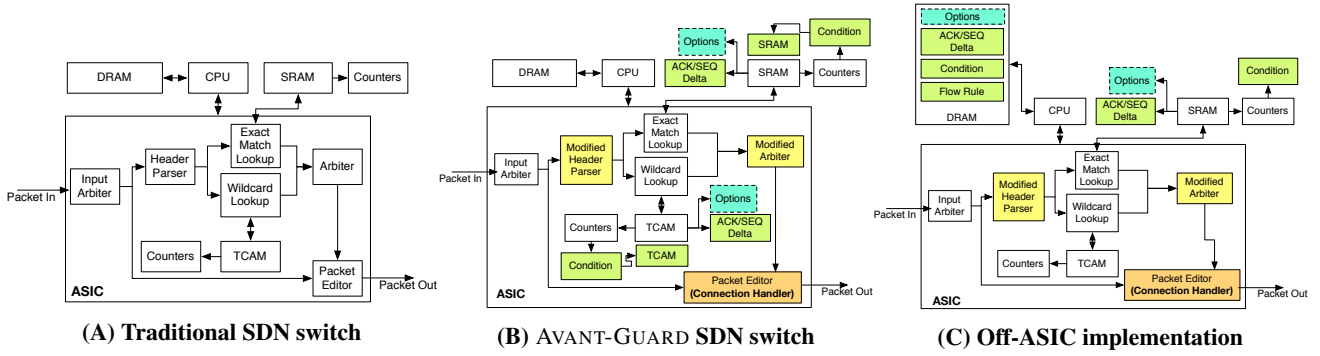 DRAM
CPU
SRAM
Counters
Input
Arbiter
Header
Parser
Exact
Match
Lookup
Wildcard
Lookup
Arbiter
Packet In
Counters
TCAM
Packet
Editor
ASIC
Packet Out
(A) Traditional SDN switch
Options
SRAM
Condition
DRAM
CPU
ACK/SEQ
Delta
SRAM
Counters
Input
Arbiter
Modified
Header
Parser
Exact
Match
Lookup
Wildcard
Lookup
Modified
Arbiter
Packet In
Options
Counters
TCAM
ACK/SEQ
Delta
Condition
TCAM
Packet Editor
(Connection Handler)
ASIC
Packet Out
(B) AVANT-GUARD SDN switch
Options
ACK/SEQ
Delta
Condition
Flow Rule
DRAM
CPU
Options
ACK/SEQ
Delta
SRAM
Condition
Counters
Input
Arbiter
Modified
Header
Parser
Exact
Match
Lookup
Wildcard
Lookup
Modified
Arbiter
Packet In
Counters
TCAM
Packet Editor
(Connection Handler)
ASIC
Packet Out
(C) Off-ASIC implementation